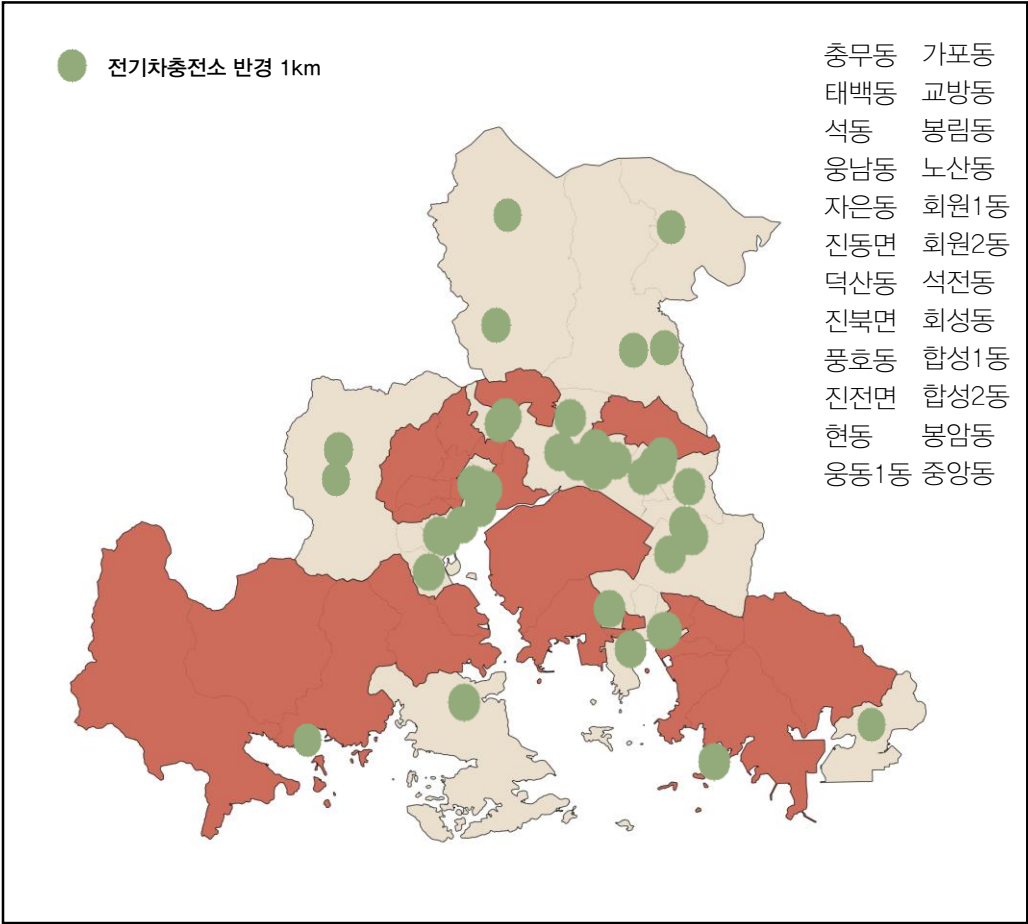 전기차충전소 반경 1km
충무동 가포동
태백동 교방동
석동 봉림동
웅남동 노산동
자은동 회원1동
진동면 회원2동
덕산동 석전동
진북면 회성동
풍호동 합성1동
진전면 합성2동
현동 봉암동
웅동1동 중앙동